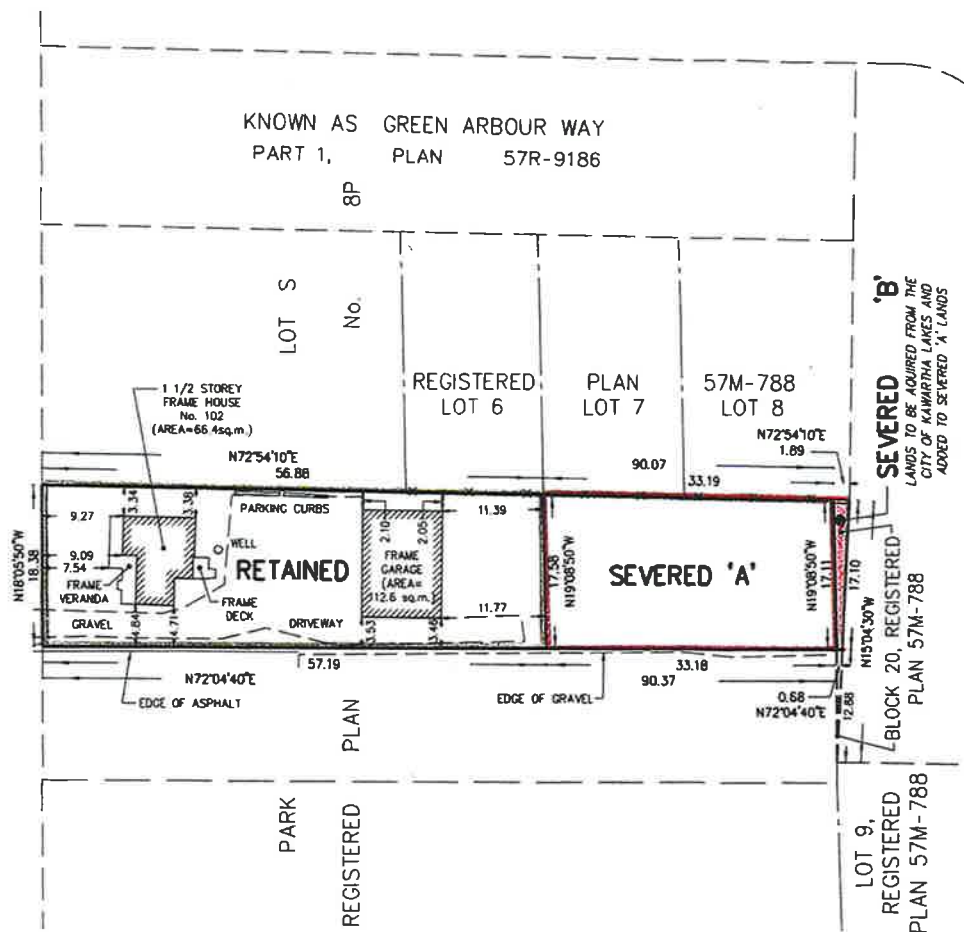 KNOWN AS GREEN ARBOUR WAY
PART 1, PLAN 57R-9186
8P
No.
LOT S
REGISTERED
LOT 6
PLAN
LOT 7
57M-788
LOT 8
SEVERED 'B'
LANDS TO BE AQUIRED FROM THE
CITY OF KAWARTHA LAKES AND
ADDED TO SEVERED 'A' LANDS
1 1/2 STOREY
FRAME HOUSE
No. 102
(AREA=66.4sq.m.)
N72°54'10"E
56.88
90.07
33.19
N72°54'10"E
1.89
N18°05'50"W
18.38
9.27
9.09
7.54
3.34
3.38
FRAME
VERANDA
GRAVEL
4.84
4.71
WELL
FRAME
DECK
PARKING CURBS
RETAINED
DRIVEWAY
2.10
2.05
FRAME
GARAGE
(AREA=
112.6 sq.m.)
3.53
3.46
11.39
11.77
17.58
N19°08'50"W
SEVERED 'A'
N19°08'50"W
17.11
17.10
N15°04'30"W
BLOCK 20, REGISTERED
PLAN 57M-788
57.19
N72°04'40"E
33.18
90.37
0.68
N72°04'40"E
12.88
EDGE OF ASPHALT
EDGE OF GRAVEL
PLAN
PARK
REGISTERED
LOT 9,
REGISTERED
PLAN 57M-788